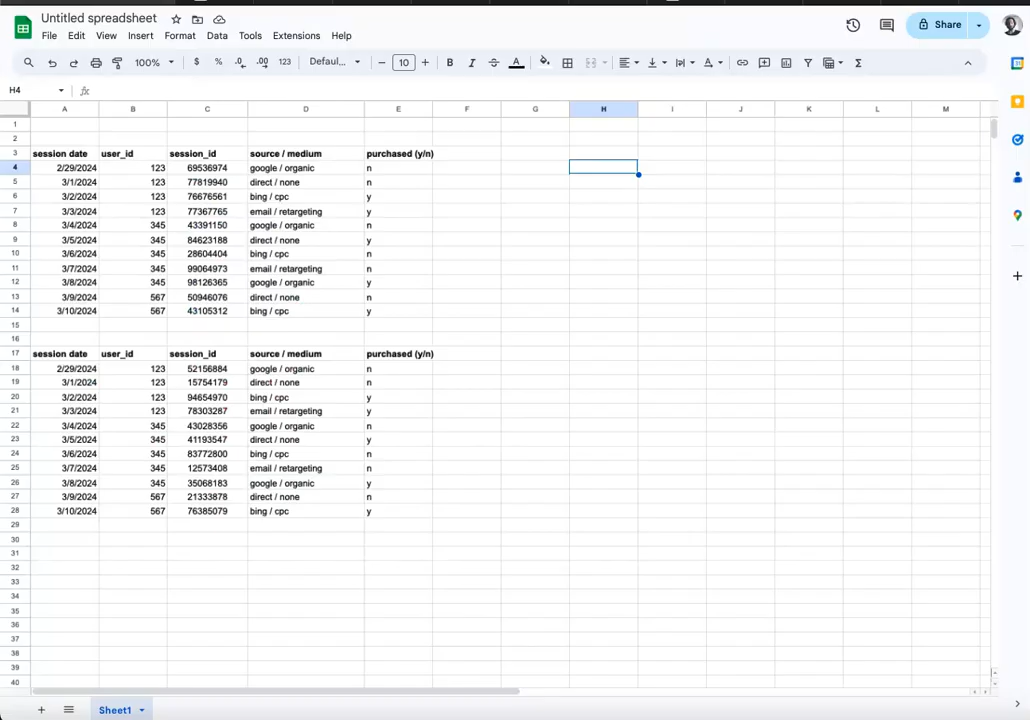 Untitled spreadsheet
File Edit View Insert Format Data Tools Extensions Help
Share
100% $ % .0 .00 123 Defaul... 10 B I A
H4 fx
A B C D E F G H I J K L M
1
2
3 session date user_id session_id source / medium purchased (y/n)
4 2/29/2024 123 69536974 google / organic n
5 3/1/2024 123 77819940 direct / none n
6 3/2/2024 123 76676561 bing / cpc y
7 3/3/2024 123 77367765 email / retargeting y
8 3/4/2024 345 43391150 google / organic n
9 3/5/2024 345 84623188 direct / none y
10 3/6/2024 345 28604404 bing / cpc n
11 3/7/2024 345 99064973 email / retargeting n
12 3/8/2024 345 98126365 google / organic y
13 3/9/2024 567 50946076 direct / none n
14 3/10/2024 567 43105312 bing / cpc y
15
16
17 session date user_id session_id source / medium purchased (y/n)
18 2/29/2024 123 52156884 google / organic n
19 3/1/2024 123 15754179 direct / none n
20 3/2/2024 123 94654970 bing / cpc y
21 3/3/2024 123 78303287 email / retargeting y
22 3/4/2024 345 43028356 google / organic n
23 3/5/2024 345 41193547 direct / none y
24 3/6/2024 345 83772800 bing / cpc n
25 3/7/2024 345 12573408 email / retargeting n
26 3/8/2024 345 35068183 google / organic y
27 3/9/2024 567 21333878 direct / none n
28 3/10/2024 567 76385079 bing / cpc y
29
30
31
32
33
34
35
36
37
38
39
40
Sheet1